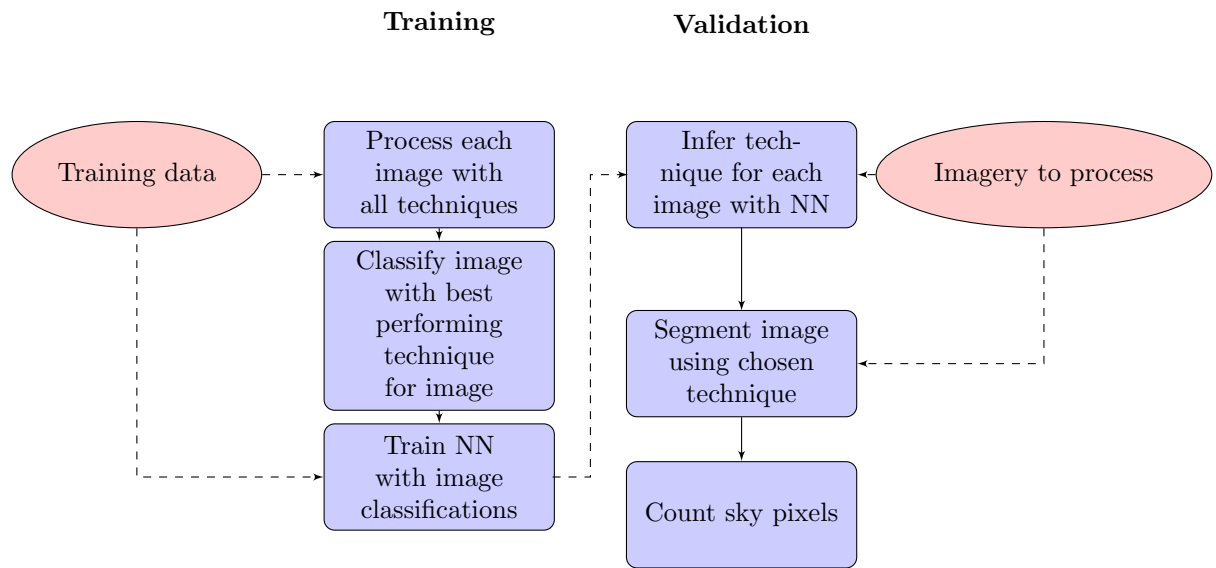 Training
Validation
Training data
Process each
image with
all techniques
Classify image
with best
performing
technique
for image
Train NN
with image
classifications
Infer tech-
nique for each
image with NN
Segment image
using chosen
technique
Count sky pixels
Imagery to process